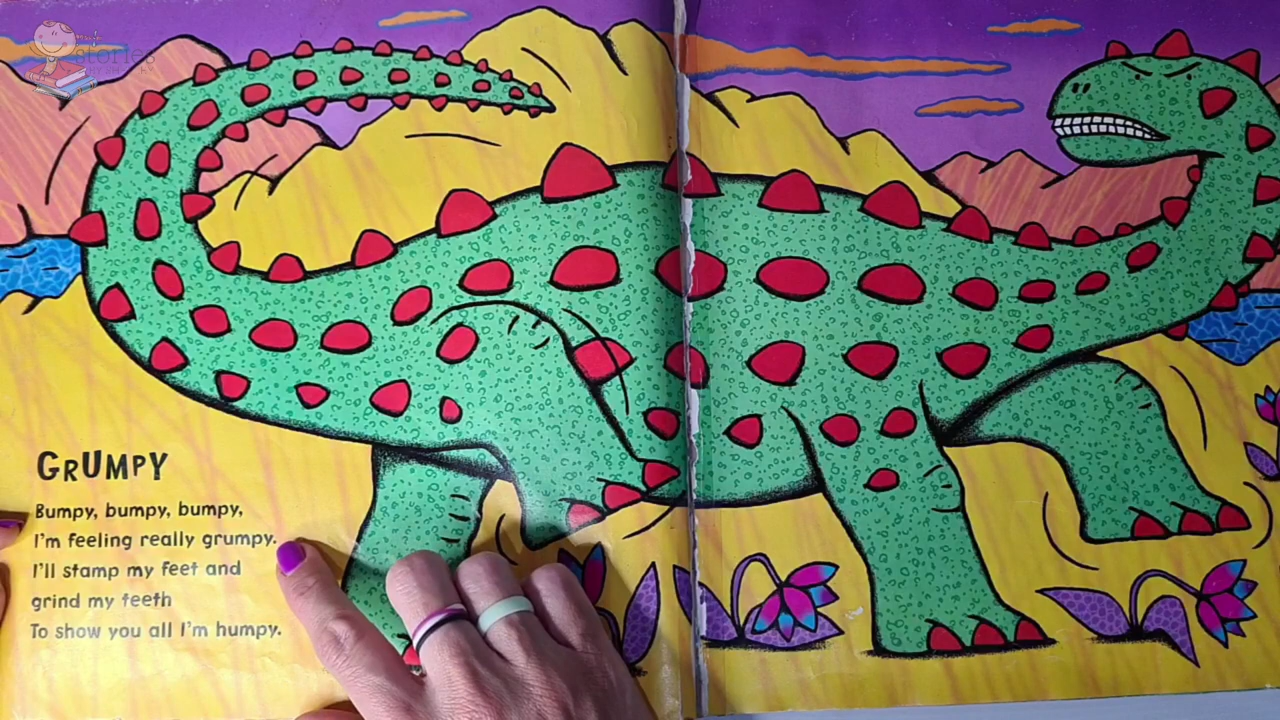 stories
GRUMPY
Bumpy, bumpy, bumpy,
I'm feeling really grumpy.
I'll stamp my feet and
grind my teeth
To show you all I'm humpy.